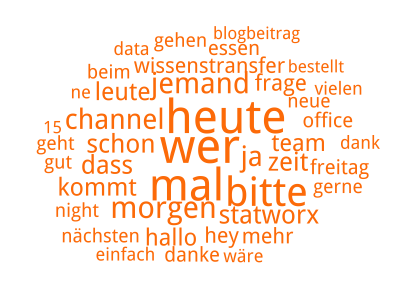 blogbeitrag
gehen
data essen
beim wissenstransfer bestellt
ne leute jemand frage vielen
neue
15 channel heute office
geht schon wer team dank
gut dass ja zeit freitag
kommt mal bitte gerne
night morgen statworx
nächsten hallo hey mehr
einfach danke wäre